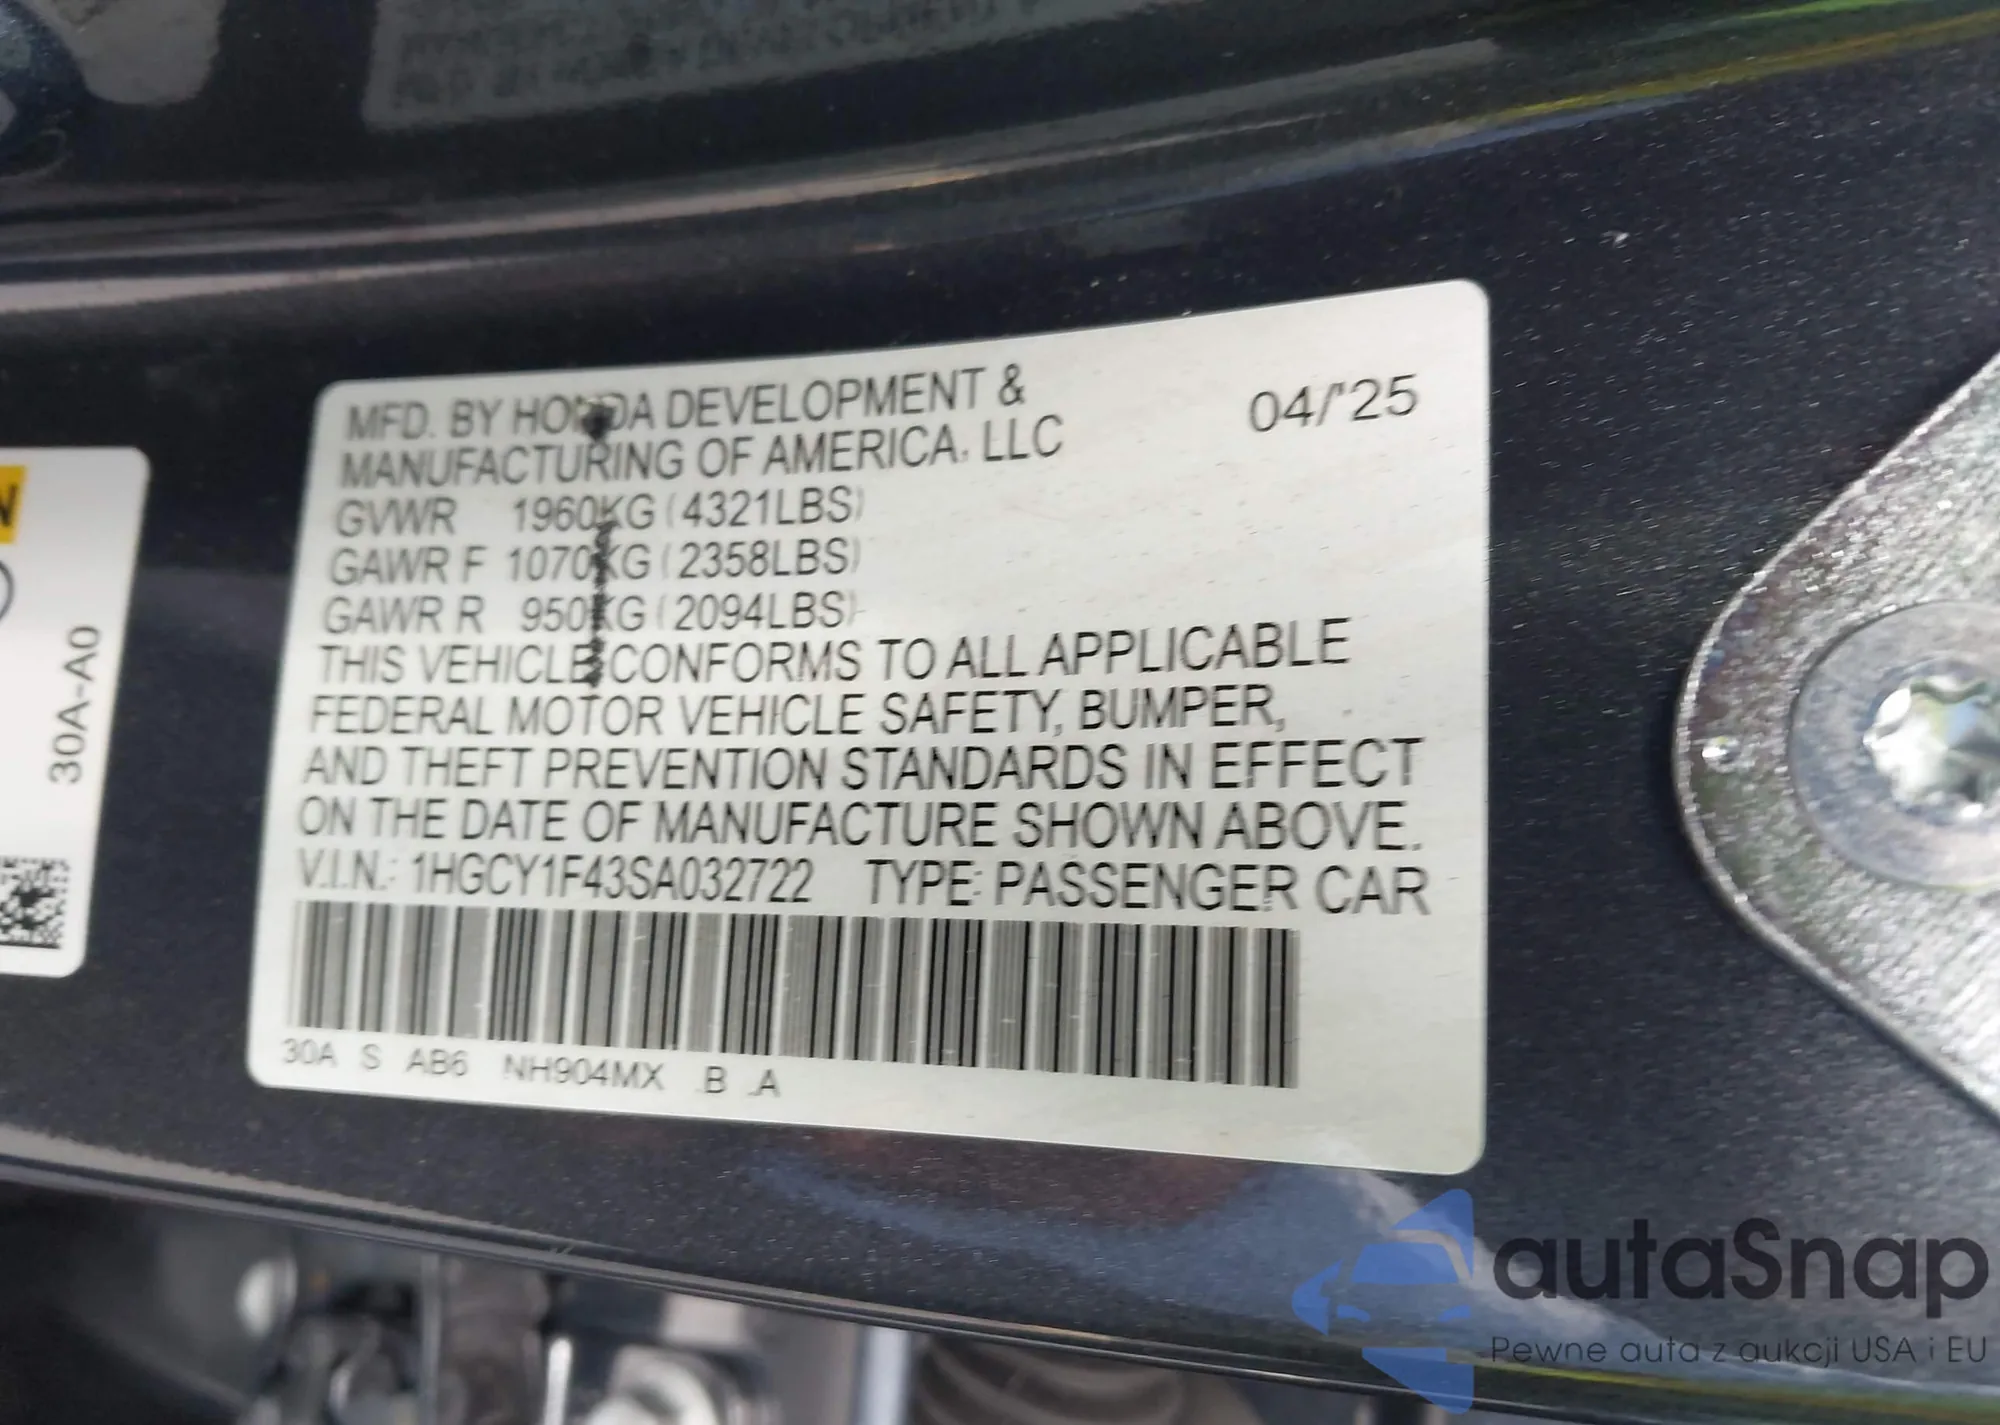 MFD. BY HONDA DEVELOPMENT & 04/'25
MANUFACTURING OF AMERICA, LLC
GVWR 1960KG (4321LBS)
GAWR F 1070KG (2358LBS)
GAWR R 950KG (2094LBS)
THIS VEHICLE CONFORMS TO ALL APPLICABLE
FEDERAL MOTOR VEHICLE SAFETY, BUMPER,
AND THEFT PREVENTION STANDARDS IN EFFECT
ON THE DATE OF MANUFACTURE SHOWN ABOVE.
V.I.N.: 1HGCY1F43SA032722 TYPE: PASSENGER CAR
30A S AB6 NH904MX .B .A
30A-A0
N
autaSnap
Pewne auta z aukcji USA i EU